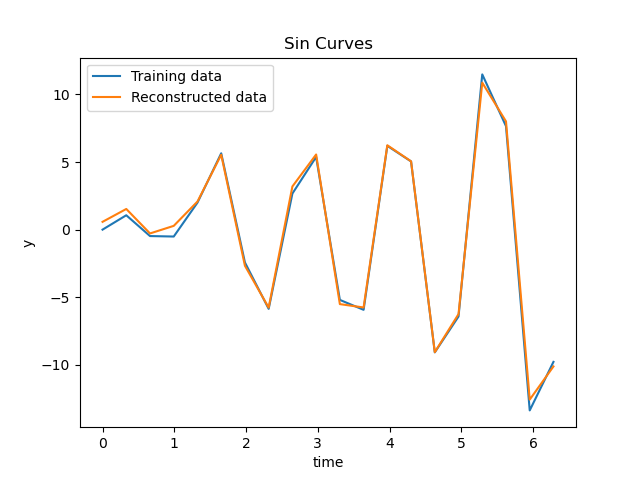 Sin Curves
Training data
Reconstructed data
10
5
0
−5
−10
y
0 1 2 3 4 5 6
time